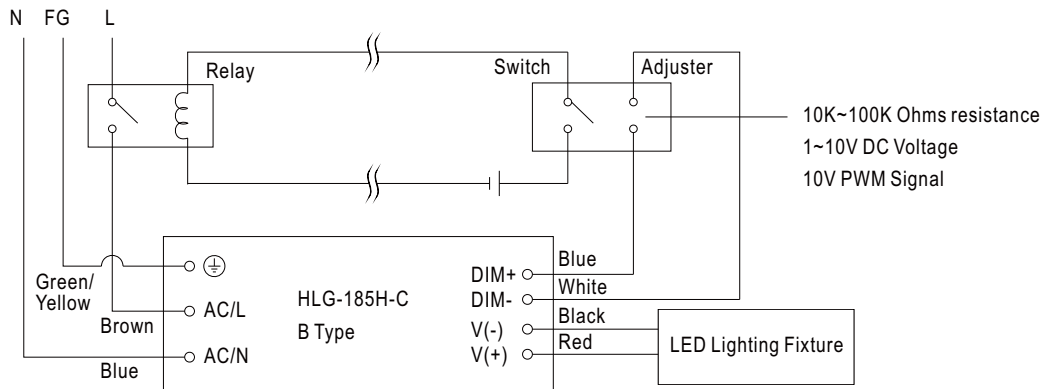 N FG L
Relay
Switch
Adjuster
10K~100K Ohms resistance
1~10V DC Voltage
10V PWM Signal
Green/
Yellow
Brown
Blue
AC/L
AC/N
HLG-185H-C
B Type
DIM+
DIM-
V(-)
V(+)
Blue
White
Black
Red
LED Lighting Fixture